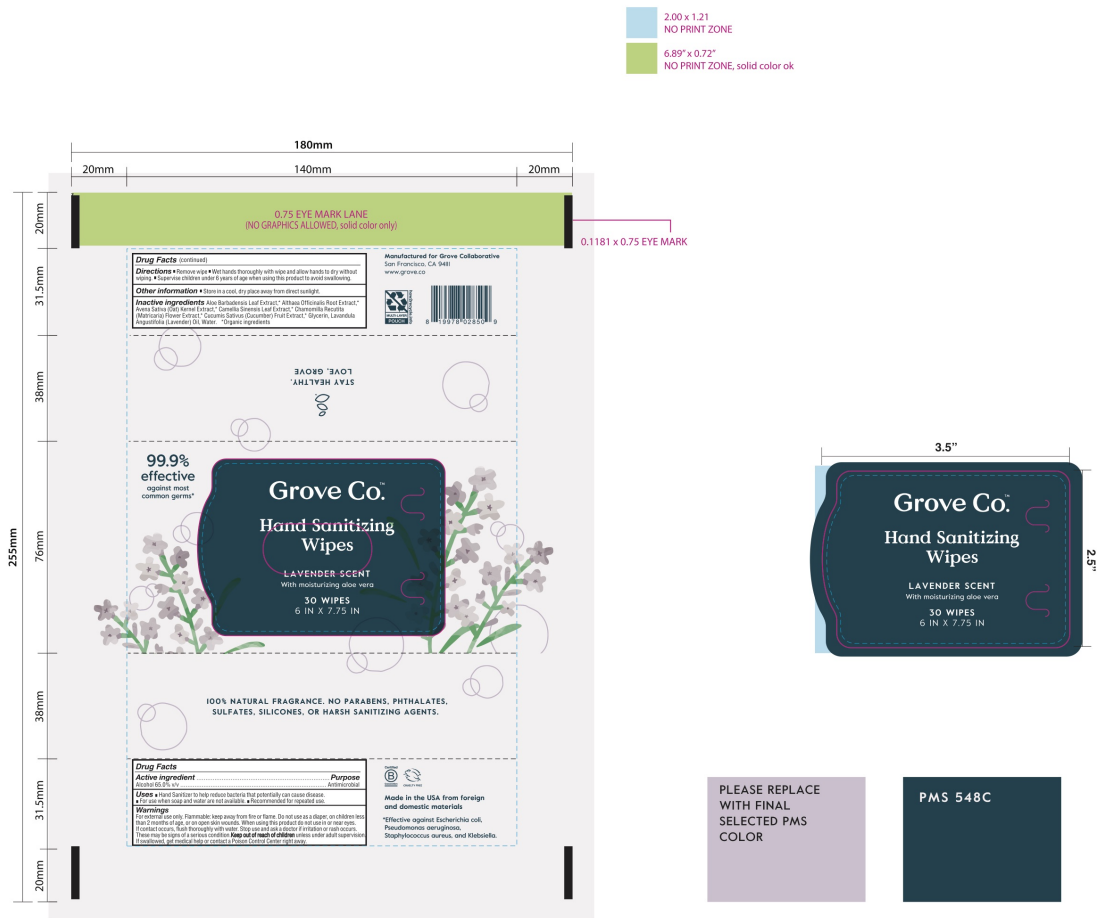 2.00 x 1.21
NO PRINT ZONE
6.89" x 0.72"
NO PRINT ZONE, solid color ok
180mm
20mm
140mm
20mm
0.75 EYE MARK LANE
(NO GRAPHICS ALLOWED, solid color only)
0.1181 x 0.75 EYE MARK
255mm
20mm
31.5mm
38mm
76mm
38mm
31.5mm
20mm
Drug Facts (continued)
Directions ▪ Remove wipe ▪ Wet hands thoroughly with wipe and allow hands to dry without
wiping. ▪ Supervise children under 6 years of age when using this product to avoid swallowing.
Other information ▪ Store in a cool, dry place away from direct sunlight.
Inactive ingredients Aloe Barbadensis Leaf Extract,* Althaea Officinalis Root Extract,*
Avena Sativa (Oat) Kernel Extract,* Camellia Sinensis Leaf Extract,* Chamomilla Recutita
(Matricaria) Flower Extract,* Cucumis Sativus (Cucumber) Fruit Extract,* Glycerin, Lavandula
Angustifolia (Lavender) Oil, Water. *Organic ingredients
Manufactured for Grove Collaborative
San Francisco, CA 94111
www.grove.co
MULTI-LAYER
POUCH
8 19978 02850 9
STAY HEALTHY.
LOVE, GROVE
99.9%
effective
against most
common germs*
Grove Co.™
Hand Sanitizing
Wipes
LAVENDER SCENT
With moisturizing aloe vera
30 WIPES
6 IN X 7.75 IN
100% NATURAL FRAGRANCE. NO PARABENS, PHTHALATES,
SULFATES, SILICONES, OR HARSH SANITIZING AGENTS.
Drug Facts
Active ingredient Purpose
Alcohol 65.0% v/v Antimicrobial
Uses ▪ Hand Sanitizer to help reduce bacteria that potentially can cause disease.
▪ For use when soap and water are not available. ▪ Recommended for repeated use.
Warnings
For external use only. Flammable: keep away from fire or flame. Do not use as a diaper, on children less
than 2 months of age, or on open skin wounds. When using this product do not use in or near eyes.
If contact occurs, flush thoroughly with water. Stop use and ask a doctor if irritation or rash occurs.
These may be signs of a serious condition. Keep out of reach of children unless under adult supervision.
If swallowed, get medical help or contact a Poison Control Center right away.
Certified
B
CRUELTY FREE
Made in the USA from foreign
and domestic materials
*Effective against Escherichia coli,
Pseudomonas aeruginosa,
Staphylococcus aureus, and Klebsiella.
3.5"
2.5"
Grove Co.™
Hand Sanitizing
Wipes
LAVENDER SCENT
With moisturizing aloe vera
30 WIPES
6 IN X 7.75 IN
PLEASE REPLACE
WITH FINAL
SELECTED PMS
COLOR
PMS 548C